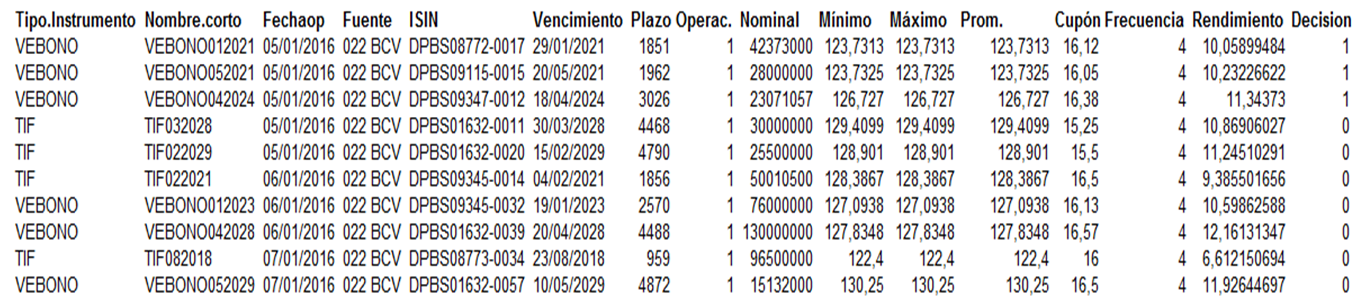 Tipo.Instrumento Nombre.corto Fechaop Fuente ISIN Vencimiento Plazo Operac. Nominal Mínimo Máximo Prom. Cupón Frecuencia Rendimiento Decision
VEBONO VEBONO012021 05/01/2016 022 BCV DPBS08772-0017 29/01/2021 1851 1 42373000 123,7313 123,7313 123,7313 16,12 4 10,05899484 1
VEBONO VEBONO052021 05/01/2016 022 BCV DPBS09115-0015 20/05/2021 1962 1 28000000 123,7325 123,7325 123,7325 16,05 4 10,23226622 1
VEBONO VEBONO042024 05/01/2016 022 BCV DPBS09347-0012 18/04/2024 3026 1 23071057 126,727 126,727 126,727 16,38 4 11,34373 1
TIF TIF032028 05/01/2016 022 BCV DPBS01632-0011 30/03/2028 4468 1 30000000 129,4099 129,4099 129,4099 15,25 4 10,86906027 0
TIF TIF022029 05/01/2016 022 BCV DPBS01632-0020 15/02/2029 4790 1 25500000 128,901 128,901 128,901 15,5 4 11,24510291 0
TIF TIF022021 06/01/2016 022 BCV DPBS09345-0014 04/02/2021 1856 1 50010500 128,3867 128,3867 128,3867 16,5 4 9,385501656 0
VEBONO VEBONO012023 06/01/2016 022 BCV DPBS09345-0032 19/01/2023 2570 1 76000000 127,0938 127,0938 127,0938 16,13 4 10,59862588 0
VEBONO VEBONO042028 06/01/2016 022 BCV DPBS01632-0039 20/04/2028 4488 1 130000000 127,8348 127,8348 127,8348 16,57 4 12,16131347 0
TIF TIF082018 07/01/2016 022 BCV DPBS08773-0034 23/08/2018 959 1 96500000 122,4 122,4 122,4 16 4 6,612150694 0
VEBONO VEBONO052029 07/01/2016 022 BCV DPBS01632-0057 10/05/2029 4872 1 15132000 130,25 130,25 130,25 16,5 4 11,92644697 0